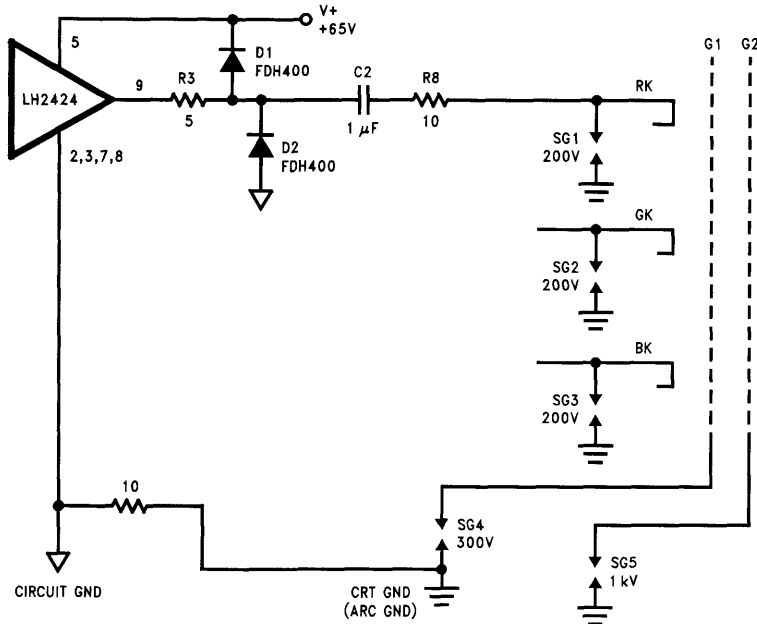 V+
+65V
5
D1
FDH400
G1
G2
LH2424
9
R3
5
C2
1 μF
R8
10
RK
D2
FDH400
2,3,7,8
SG1
200V
GK
SG2
200V
BK
SG3
200V
10
SG4
300V
SG5
1 kV
CIRCUIT GND
CRT GND
(ARC GND)